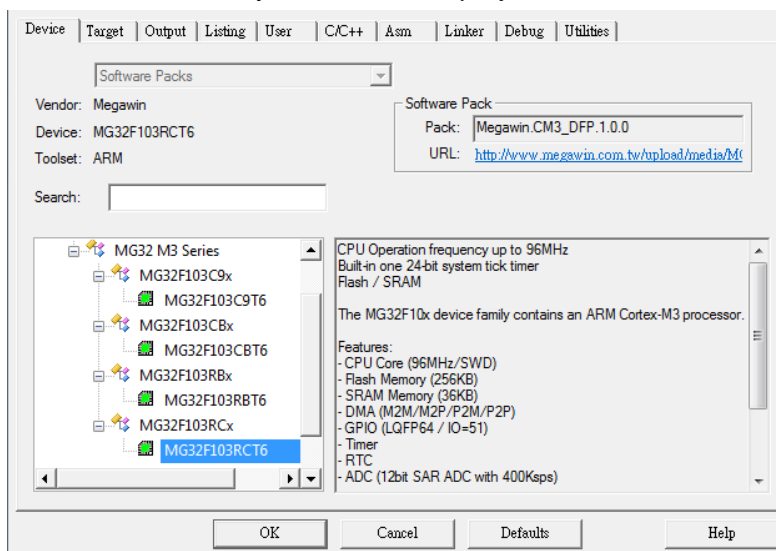 Device Target Output Listing User C/C++ Asm Linker Debug Utilities
Software Packs
Vendor: Megawin
Device: MG32F103RCT6
Toolset: ARM
Search:
Software Pack
Pack: Megawin.CM3_DFP.1.0.0
URL: http://www.megawin.com.tw/upload/media/M(
MG32 M3 Series
MG32F103C9x
MG32F103C9T6
MG32F103CBx
MG32F103CBT6
MG32F103RBx
MG32F103RBT6
MG32F103RCx
MG32F103RCT6
CPU Operation frequency up to 96MHz
Built-in one 24-bit system tick timer
Flash / SRAM
The MG32F10x device family contains an ARM Cortex-M3 processor.
Features:
- CPU Core (96MHz/SWD)
- Flash Memory (256KB)
- SRAM Memory (36KB)
- DMA (M2M/M2P/P2M/P2P)
- GPIO (LQFP64 / IO=51)
- Timer
- RTC
- ADC (12bit SAR ADC with 400Ksps)
OK Cancel Defaults Help